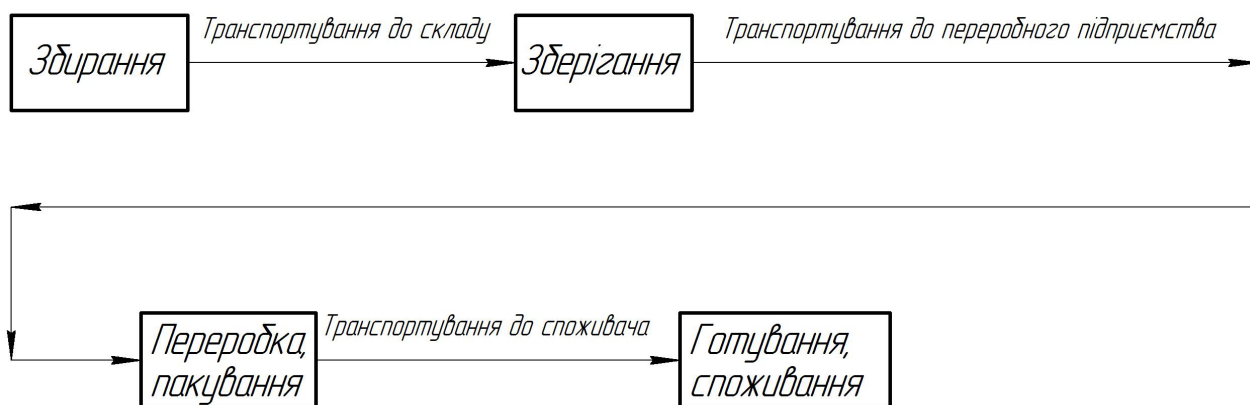 Збирання
Транспортування до складу
Зберігання
Транспортування до переробного підприємства
Переробка,
пакування
Транспортування до споживача
Готування,
споживання